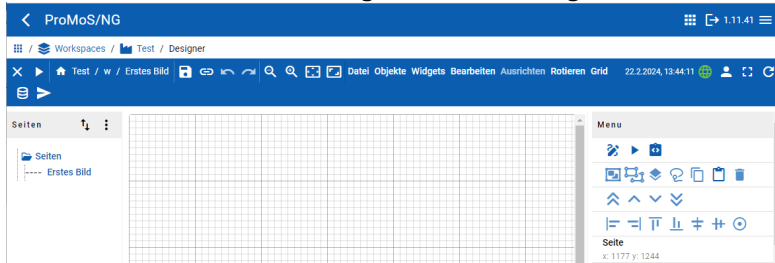 ProMoS/NG 1.11.41
/ Workspaces / Test / Designer
Test / w / Erstes Bild Datei Objekte Widgets Bearbeiten Ausrichten Rotieren Grid 22.2.2024, 13:44:11
Seiten
Menu
Seiten
Erstes Bild
Seite
x: 1177 y: 1244